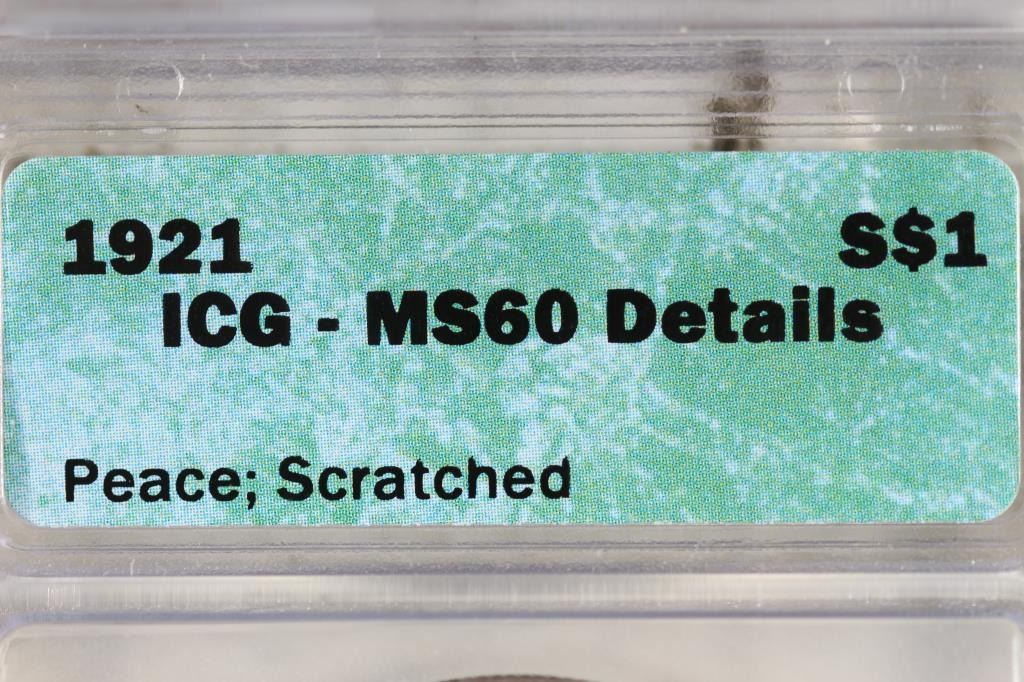 1921 S$1
ICG - MS60 Details
Peace; Scratched